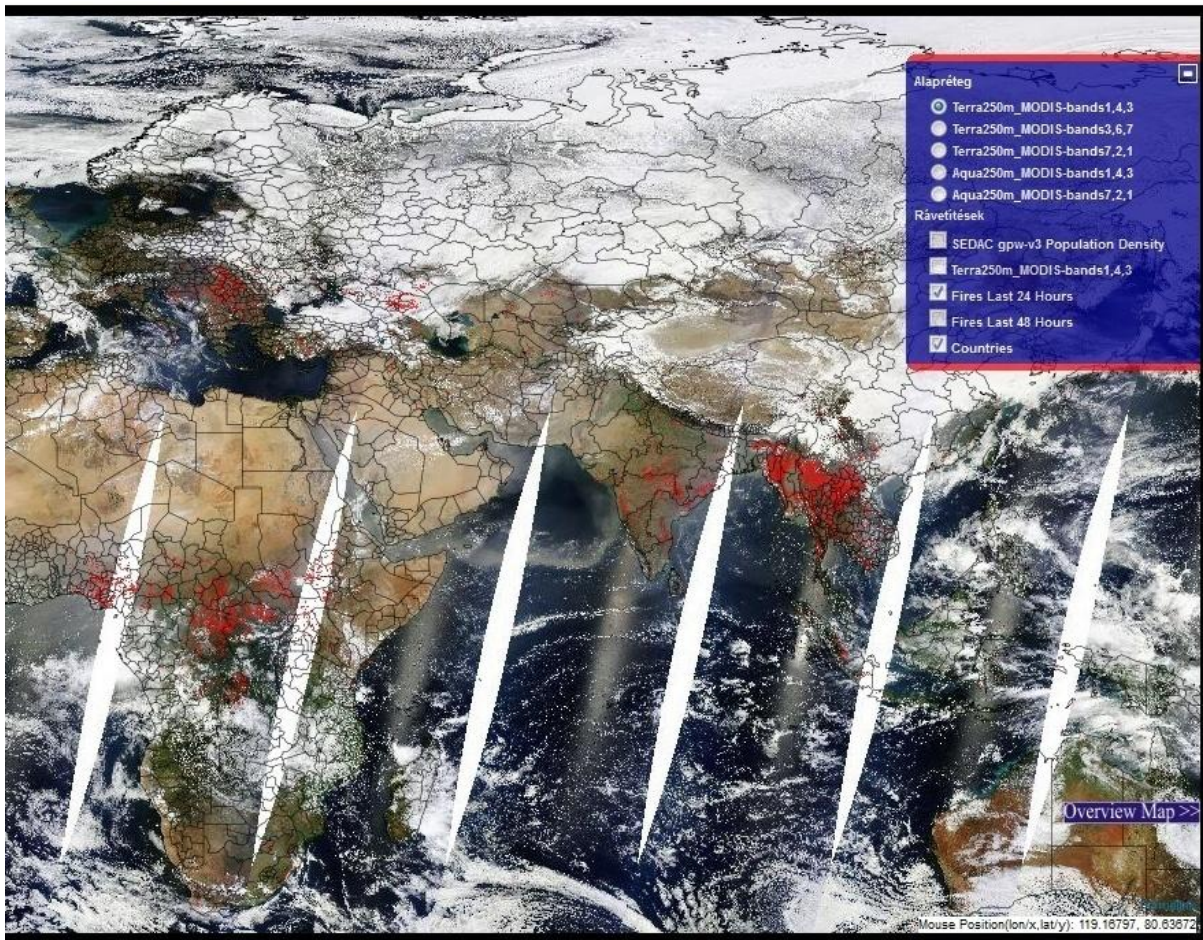 Alapréteg
Terra250m_MODIS-bands1,4,3
Terra250m_MODIS-bands3,6,7
Terra250m_MODIS-bands7,2,1
Aqua250m_MODIS-bands1,4,3
Aqua250m_MODIS-bands7,2,1
Rávetitések
SEDAC gpw-v3 Population Density
Terra250m_MODIS-bands1,4,3
Fires Last 24 Hours
Fires Last 48 Hours
Countries
Overview Map >>
Mouse Position(lon/x,lat/y): 119.16797, 80.63672